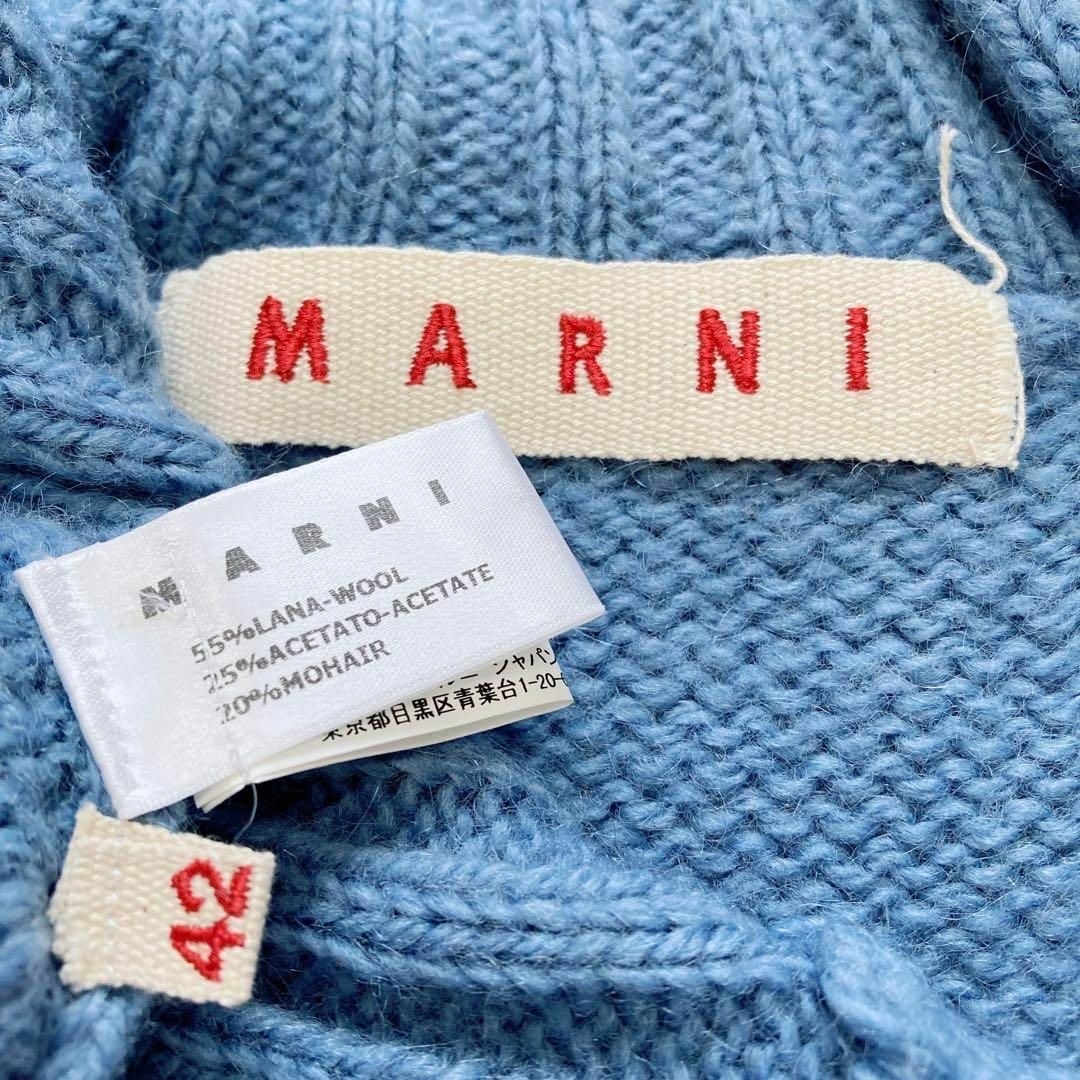 MARNI
MARNI
55%LANA-WOOL
25%ACETATO-ACETATE
20%MOHAIR
ジャパン
東京都目黒区青葉台1-20-
42